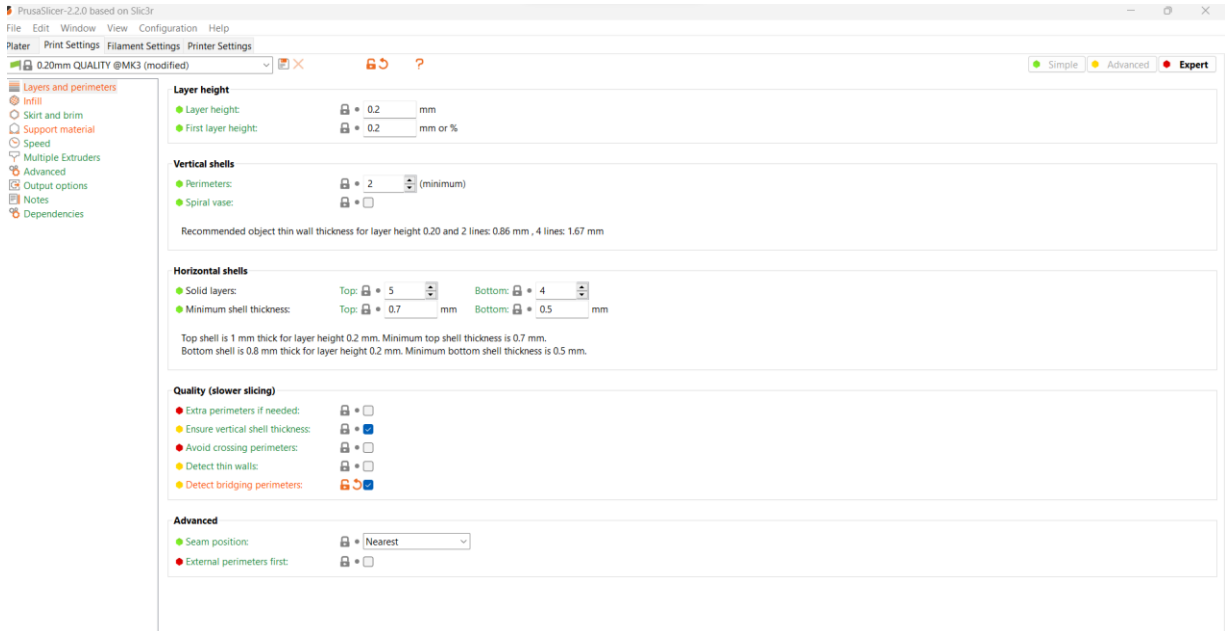 PrusaSlicer-2.2.0 based on Slic3r
File Edit Window View Configuration Help
Plater Print Settings Filament Settings Printer Settings
0.20mm QUALITY @MK3 (modified) ? Simple Advanced Expert
Layers and perimeters
Infill
Skirt and brim
Support material
Speed
Multiple Extruders
Advanced
Output options
Notes
Dependencies
Layer height
Layer height: 0.2 mm
First layer height: 0.2 mm or %
Vertical shells
Perimeters: 2 (minimum)
Spiral vase:
Recommended object thin wall thickness for layer height 0.20 and 2 lines: 0.86 mm , 4 lines: 1.67 mm
Horizontal shells
Solid layers: Top: 5 Bottom: 4
Minimum shell thickness: Top: 0.7 mm Bottom: 0.5 mm
Top shell is 1 mm thick for layer height 0.2 mm. Minimum top shell thickness is 0.7 mm.
Bottom shell is 0.8 mm thick for layer height 0.2 mm. Minimum bottom shell thickness is 0.5 mm.
Quality (slower slicing)
Extra perimeters if needed:
Ensure vertical shell thickness:
Avoid crossing perimeters:
Detect thin walls:
Detect bridging perimeters:
Advanced
Seam position: Nearest
External perimeters first: